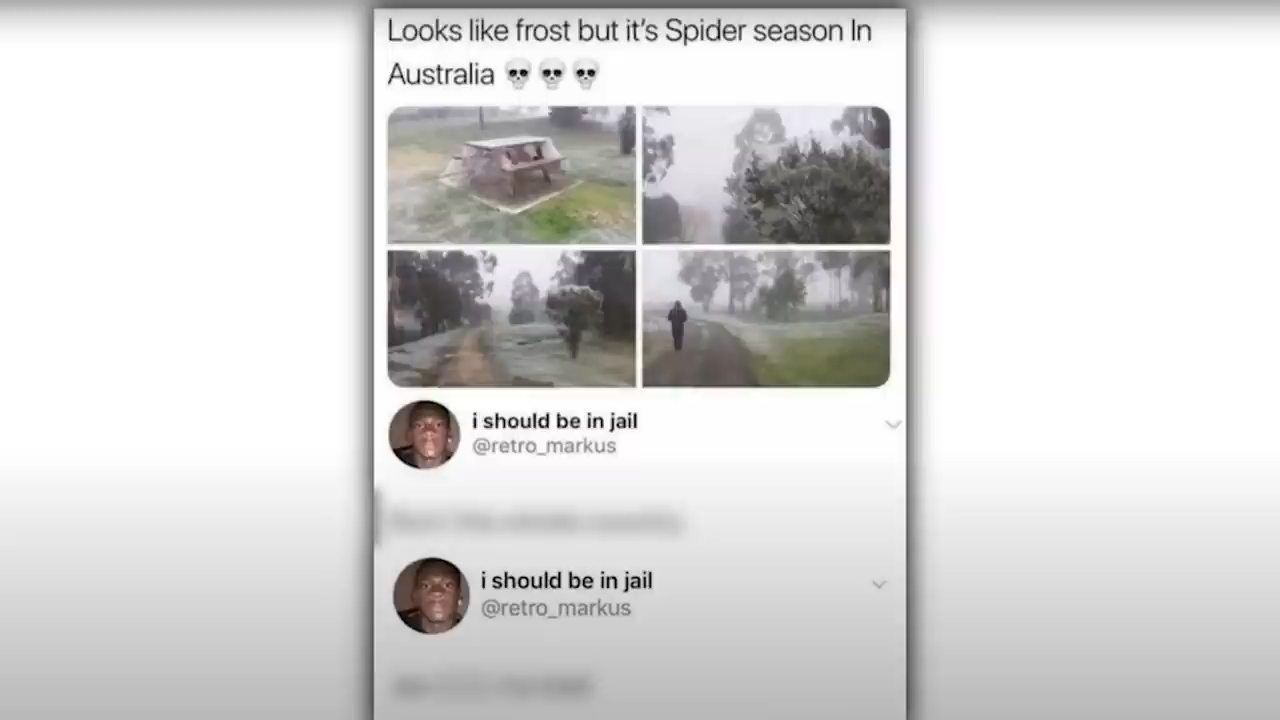 Looks like frost but it's Spider season In
Australia 💀💀💀
i should be in jail
@retro_markus
i should be in jail
@retro_markus